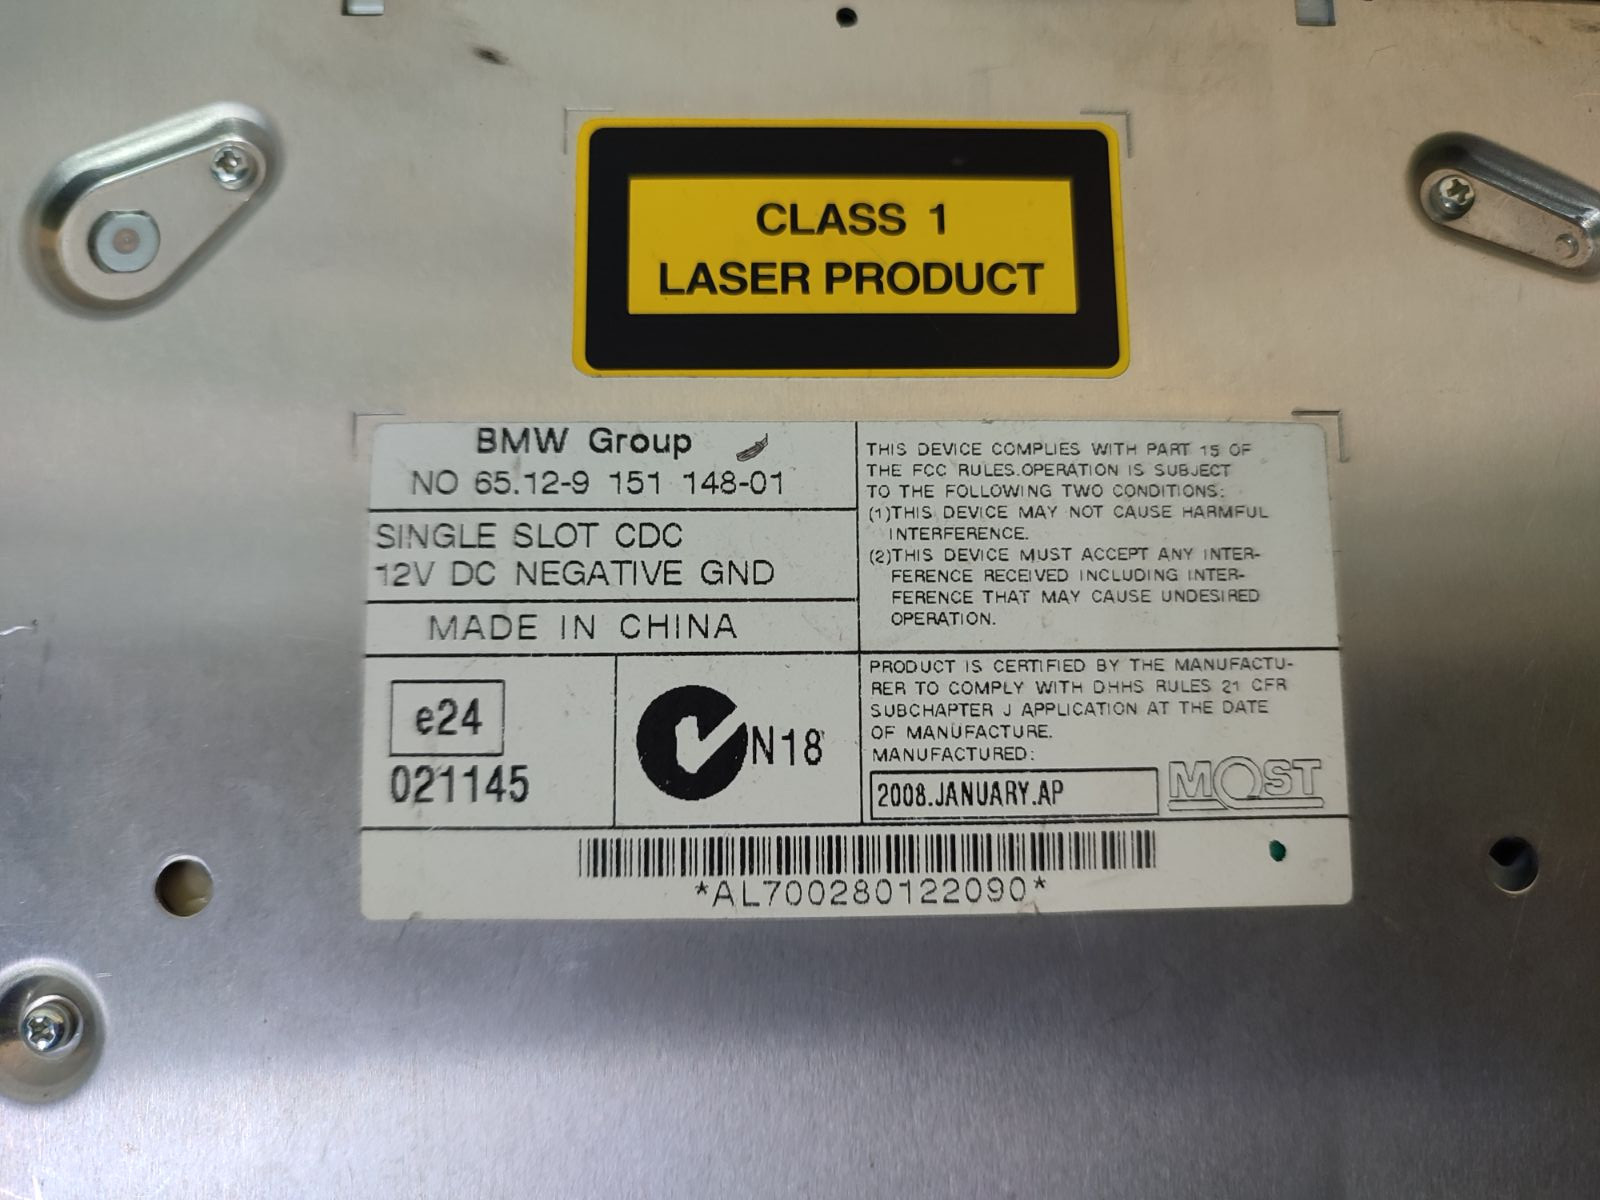 CLASS 1
LASER PRODUCT
BMW Group
NO 65.12-9 151 148-01
SINGLE SLOT CDC
12V DC NEGATIVE GND
MADE IN CHINA
e24
021145
N18
THIS DEVICE COMPLIES WITH PART 15 OF
THE FCC RULES.OPERATION IS SUBJECT
TO THE FOLLOWING TWO CONDITIONS:
(1)THIS DEVICE MAY NOT CAUSE HARMFUL
INTERFERENCE.
(2)THIS DEVICE MUST ACCEPT ANY INTER-
FERENCE RECEIVED INCLUDING INTER-
FERENCE THAT MAY CAUSE UNDESIRED
OPERATION.
PRODUCT IS CERTIFIED BY THE MANUFACTU-
RER TO COMPLY WITH DHHS RULES 21 CFR
SUBCHAPTER J APPLICATION AT THE DATE
OF MANUFACTURE.
MANUFACTURED:
2008.JANUARY.AP
MOST
*AL700280122090*